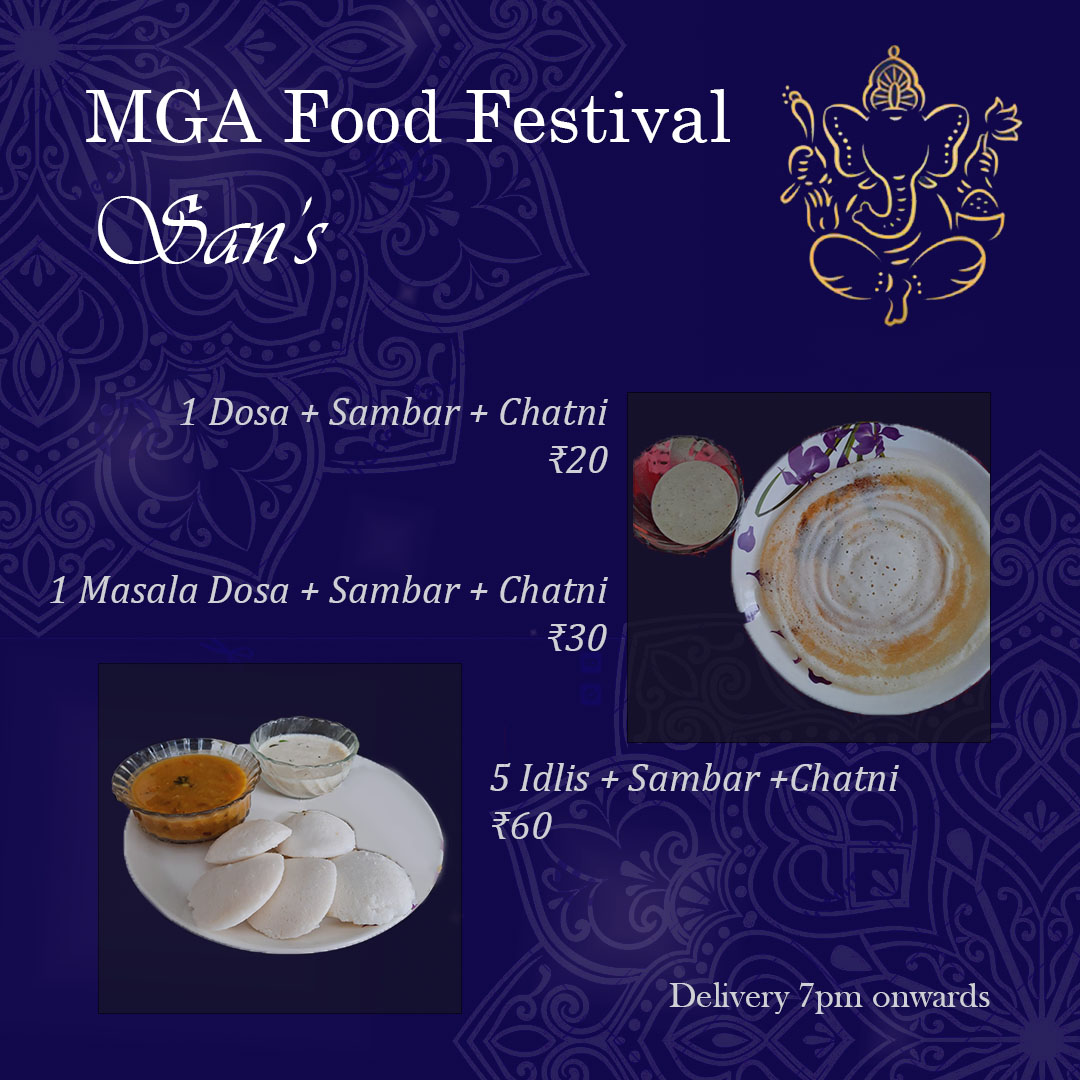 MGA Food Festival
San's
1 Dosa + Sambar + Chatni
₹20
1 Masala Dosa + Sambar + Chatni
₹30
5 Idlis + Sambar +Chatni
₹60
Delivery 7pm onwards